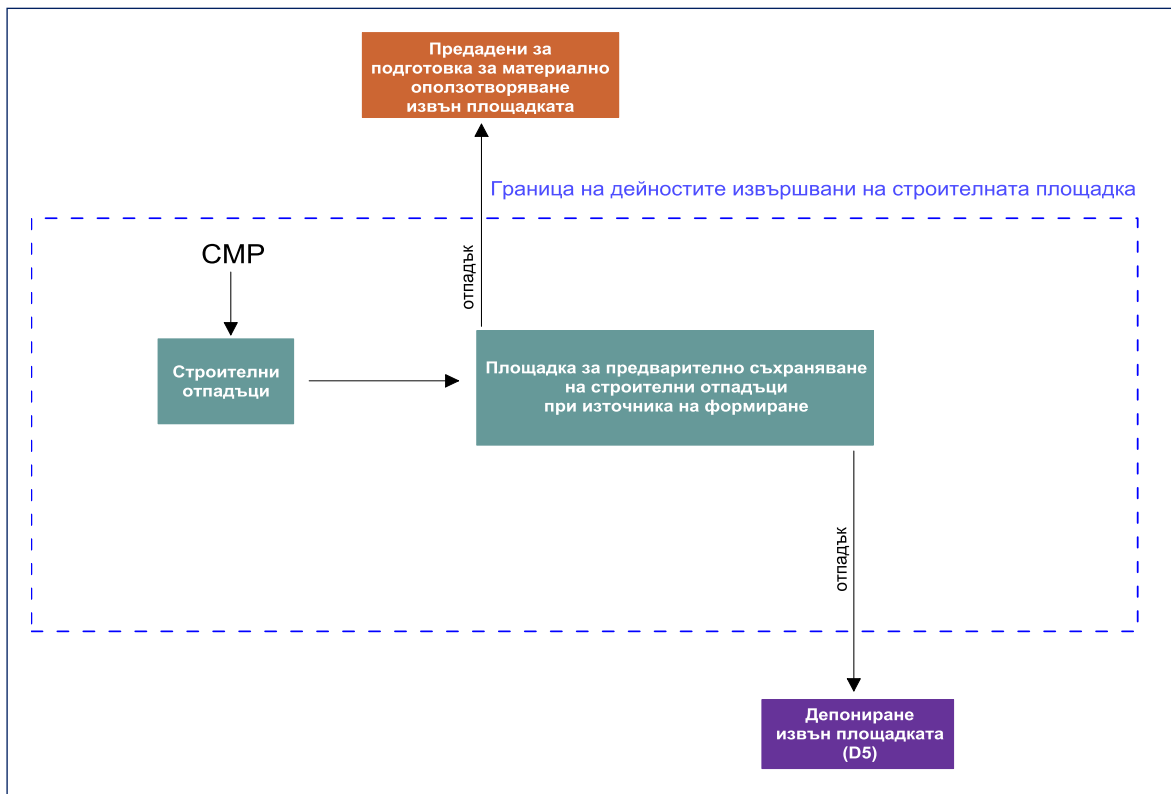 Предадени за
подготовка за материално
оползотворяване
извън площадката
Граница на дейностите извършвани на строителната площадка
СМР
отпадък
Строителни
отпадъци
Площадка за предварително съхраняване
на строителни отпадъци
при източника на формиране
отпадък
Депониране
извън площадката
(D5)